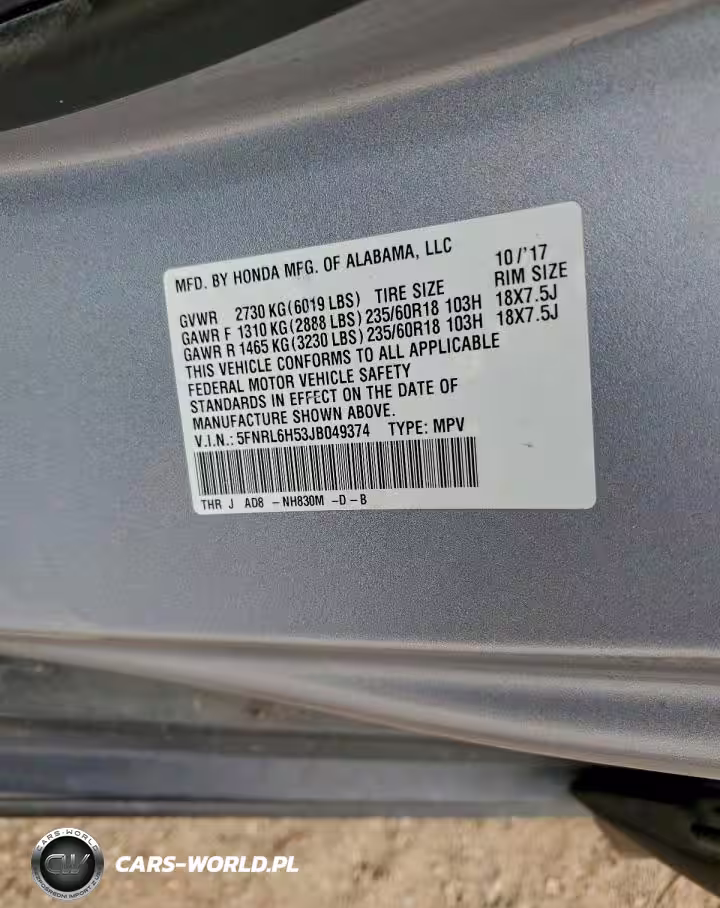 MFD. BY HONDA MFG. OF ALABAMA, LLC 10/'17
GVWR 2730 KG(6019 LBS) TIRE SIZE RIM SIZE
GAWR F 1310 KG(2888 LBS)235/60R18 103H 18X7.5J
GAWR R 1465 KG(3230 LBS)235/60R18 103H 18X7.5J
THIS VEHICLE CONFORMS TO ALL APPLICABLE
FEDERAL MOTOR VEHICLE SAFETY
STANDARDS IN EFFECT ON THE DATE OF
MANUFACTURE SHOWN ABOVE.
V.I.N.: 5FNRL6H53JB049374 TYPE: MPV
THR J AD8 -NH830M -D-B
CARS-WORLD
CW
CARS-WORLD.PL